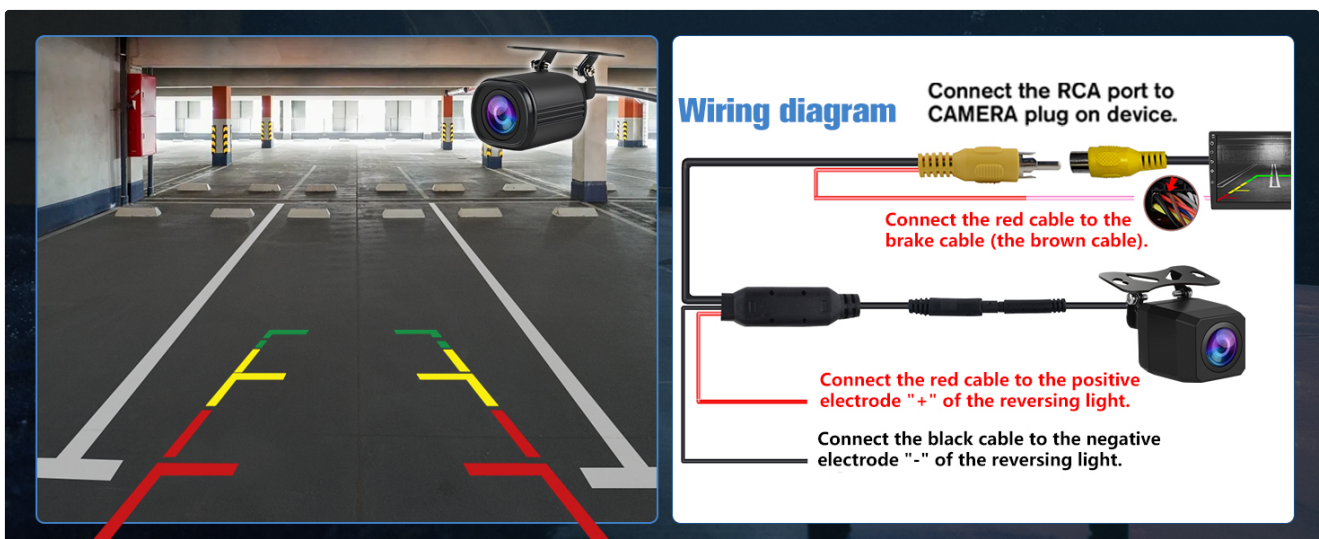 Wiring diagram
Connect the RCA port to
CAMERA plug on device.
Connect the red cable to the
brake cable (the brown cable).
Connect the red cable to the positive
electrode "+" of the reversing light.
Connect the black cable to the negative
electrode "-" of the reversing light.